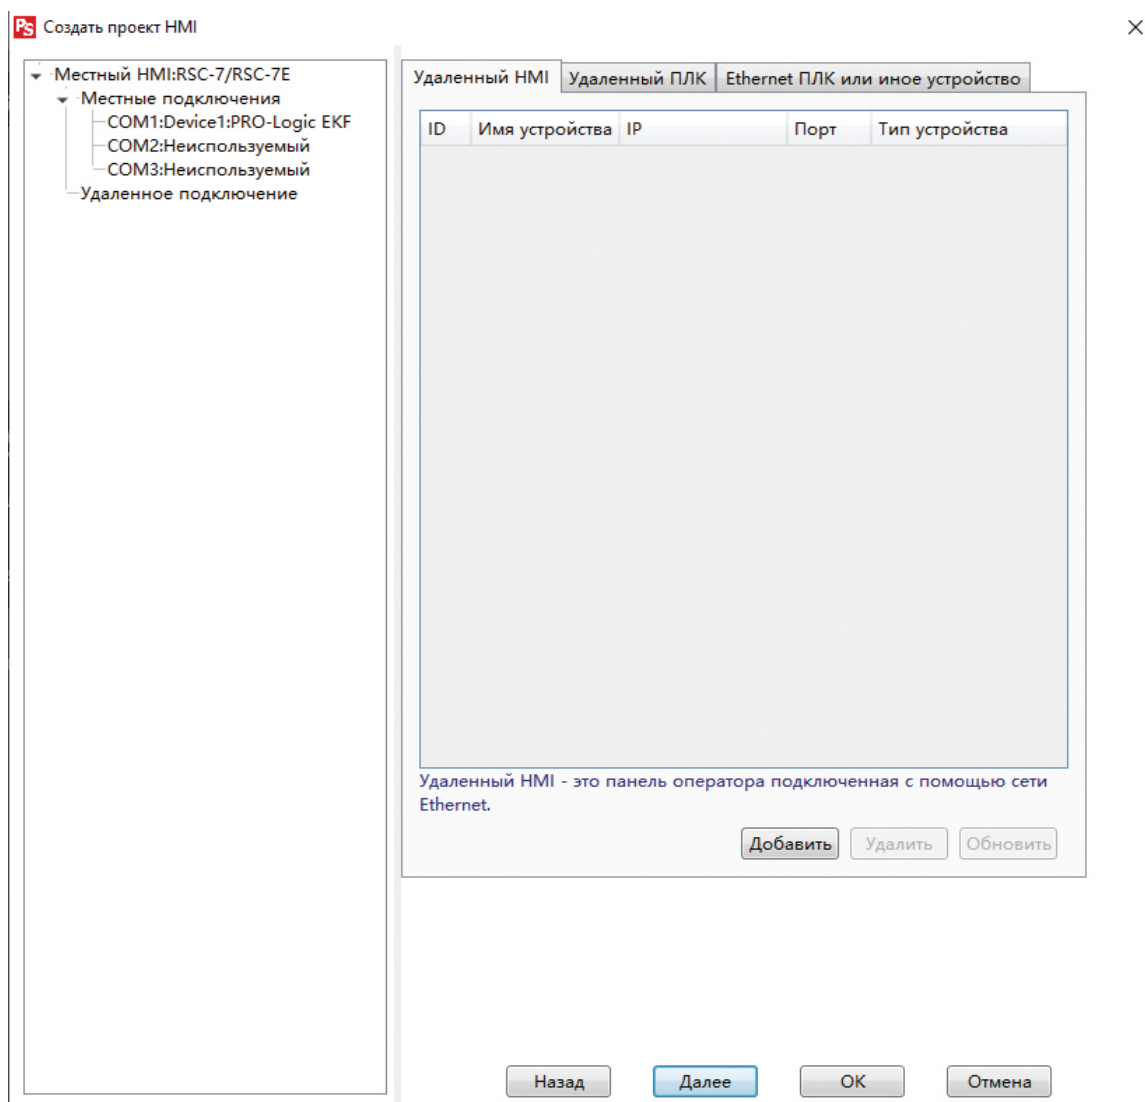 PS Создать проект HMI
Местный HMI:RSC-7/RSC-7E
Местные подключения
COM1:Device1:PRO-Logic EKF
COM2:Неиспользуемый
COM3:Неиспользуемый
Удаленное подключение
Удаленный HMI Удаленный ПЛК Ethernet ПЛК или иное устройство
ID Имя устройства IP Порт Тип устройства
Удаленный HMI - это панель оператора подключенная с помощью сети
Ethernet.
Добавить Удалить Обновить
Назад Далее OK Отмена